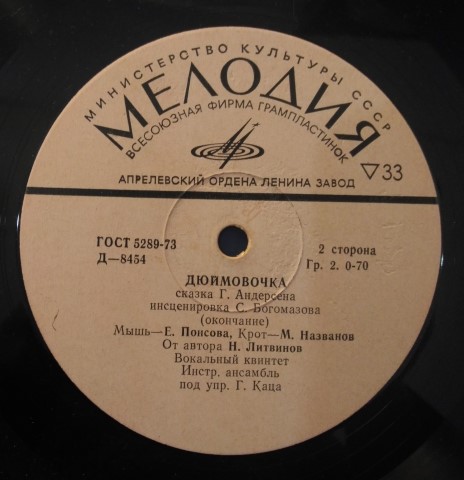 МИНИСТЕРСТВО КУЛЬТУРЫ СССР
МЕЛОДИЯ
ВСЕСОЮЗНАЯ ФИРМА ГРАМПЛАСТИНОК
▽33
АПРЕЛЕВСКИЙ ОРДЕНА ЛЕНИНА ЗАВОД
ГОСТ 5289-73
Д—8454
2 сторона
Гр. 2. 0-70
ДЮЙМОВОЧКА
сказка Г. Андерсена
инсценировка С. Богомазова
(окончание)
Мышь—Е. Понсова, Крот—М. Названов
От автора Н. Литвинов
Вокальный квинтет
Инстр. ансамбль
под упр. Г. Каца